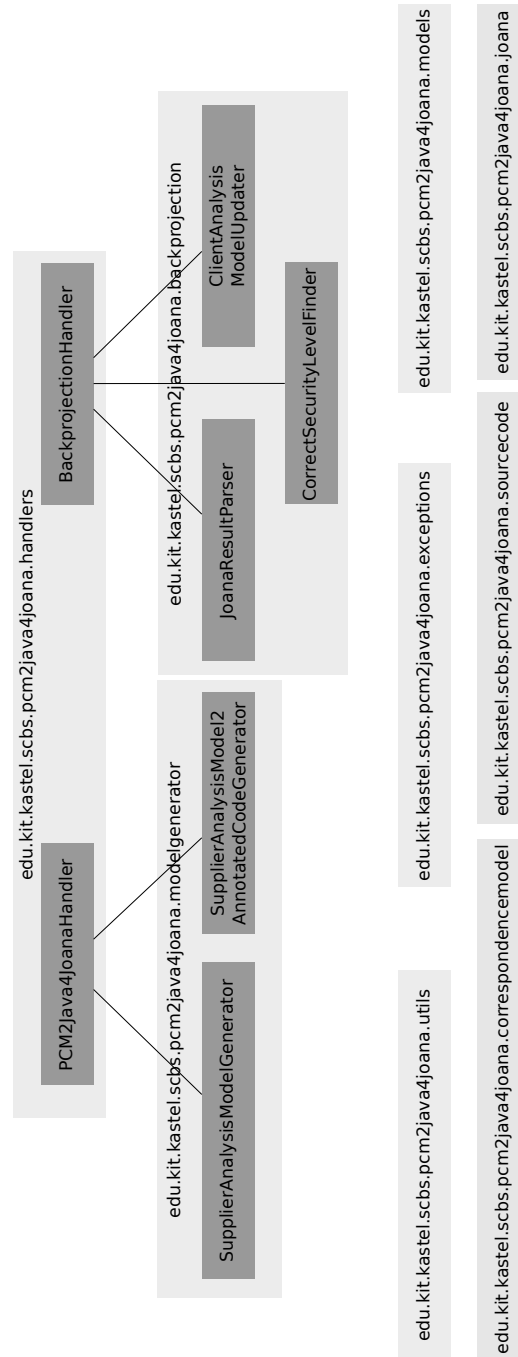 edu.kit.kastel.scbs.pcm2java4joana.handlers
PCM2Java4JoanaHandler
BackprojectionHandler
edu.kit.kastel.scbs.pcm2java4joana.modelgenerator
edu.kit.kastel.scbs.pcm2java4joana.backprojection
SupplierAnalysisModelGenerator
SupplierAnalysisModel2
AnnotatedCodeGenerator
JoanaResultParser
ClientAnalysis
ModelUpdater
CorrectSecurityLevelFinder
edu.kit.kastel.scbs.pcm2java4joana.utils
edu.kit.kastel.scbs.pcm2java4joana.exceptions
edu.kit.kastel.scbs.pcm2java4joana.models
edu.kit.kastel.scbs.pcm2java4joana.correspondencemodel
edu.kit.kastel.scbs.pcm2java4joana.sourcecode
edu.kit.kastel.scbs.pcm2java4joana.joana